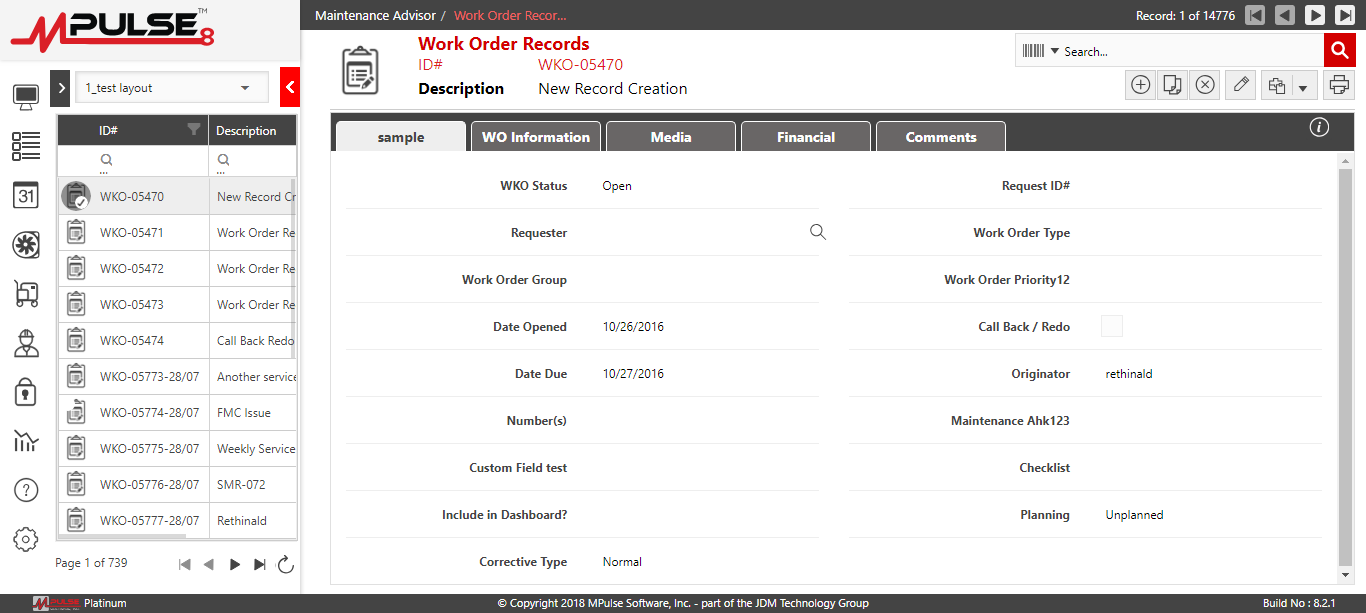 MPULSE 8 ™
Maintenance Advisor / Work Order Recor...
Record: 1 of 14776
Work Order Records
ID# WKO-05470
Description New Record Creation
Search...
31
1_test layout
ID# Description
... ...
WKO-05470 New Record Cr
WKO-05471 Work Order Re
WKO-05472 Work Order Re
WKO-05473 Work Order Re
WKO-05474 Call Back Redo
WKO-05773-28/07 Another service
WKO-05774-28/07 FMC Issue
WKO-05775-28/07 Weekly Service
WKO-05776-28/07 SMR-072
WKO-05777-28/07 Rethinald
Page 1 of 739
sample WO Information Media Financial Comments
WKO Status Open Request ID#
Requester Work Order Type
Work Order Group Work Order Priority12
Date Opened 10/26/2016 Call Back / Redo
Date Due 10/27/2016 Originator rethinald
Number(s) Maintenance Ahk123
Custom Field test Checklist
Include in Dashboard? Planning Unplanned
Corrective Type Normal
MPULSE Platinum
© Copyright 2018 MPulse Software, Inc. - part of the JDM Technology Group
Build No : 8.2.1